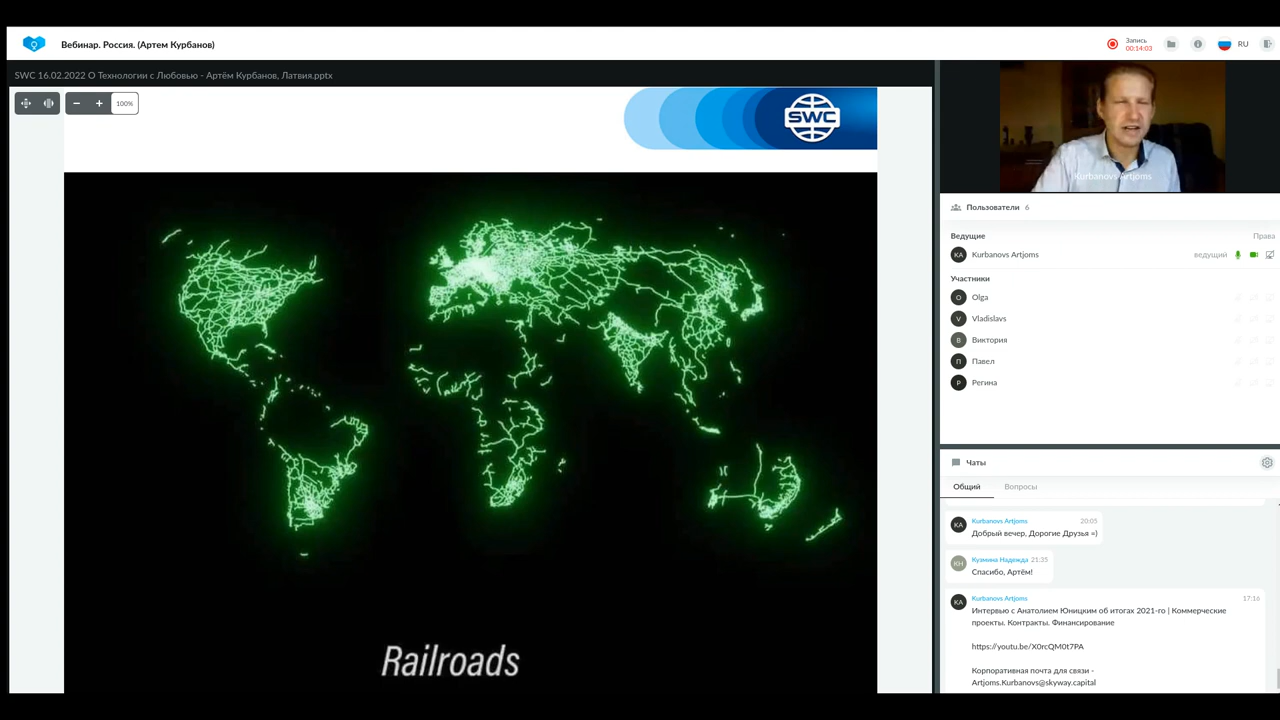 Вебинар. Россия. (Артем Курбанов)
Запись
00:14:03
RU
SWC 16.02.2022 О Технологии с Любовью - Артём Курбанов, Латвия.pptx
100%
SWC
Railroads
Kurbanovs Artjoms
Пользователи 6
Ведущие Права
KA Kurbanovs Artjoms ведущий
Участники
O Olga
V Vladislavs
В Виктория
П Павел
Р Регина
Чаты
Общий Вопросы
KA Kurbanovs Artjoms 20:05
Добрый вечер, Дорогие Друзья =)
КН Кузмина Надежда 21:35
Спасибо, Артём!
KA Kurbanovs Artjoms 17:16
Интервью с Анатолием Юницким об итогах 2021-го | Коммерческие
проекты. Контракты. Финансирование
https://youtu.be/X0rcQM0t7PA
Корпоративная почта для связи -
Artjoms.Kurbanovs@skyway.capital